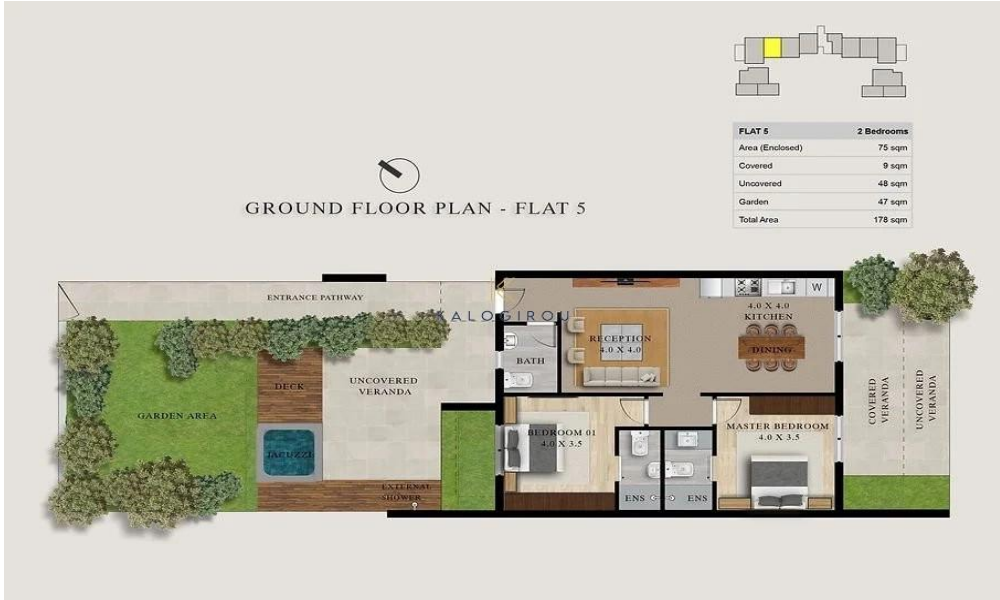 FLAT 5 2 Bedrooms
Area (Enclosed) 75 sqm
Covered 9 sqm
Uncovered 48 sqm
Garden 47 sqm
Total Area 178 sqm
GROUND FLOOR PLAN - FLAT 5
ENTRANCE PATHWAY
KALOGIROU
W
4.0 X 4.0
KITCHEN
RECEPTION
4.0 X 4.0
DINING
BATH
DECK
UNCOVERED
VERANDA
GARDEN AREA
JACUZZI
EXTERNAL
SHOWER
BEDROOM 01
4.0 X 3.5
ENS
ENS
MASTER BEDROOM
4.0 X 3.5
COVERED
VERANDA
UNCOVERED
VERANDA